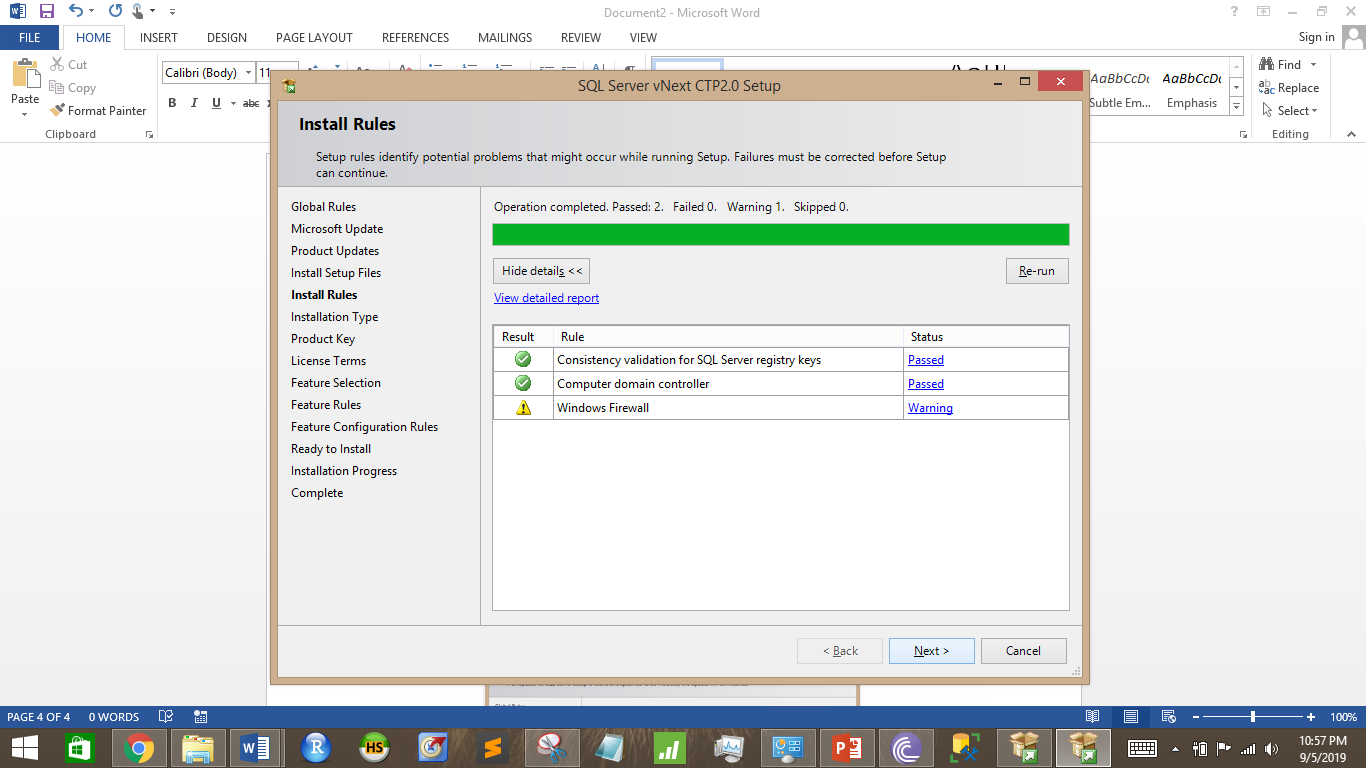 Document2 - Microsoft Word
FILE HOME INSERT DESIGN PAGE LAYOUT REFERENCES MAILINGS REVIEW VIEW Sign in
Paste
Cut
Copy
Format Painter
Clipboard
Calibri (Body) 11
B I U abc
AaBbCcDc AaBbCcDc
Subtle Em... Emphasis
Find
Replace
Select
Editing
SQL Server vNext CTP2.0 Setup
Install Rules
Setup rules identify potential problems that might occur while running Setup. Failures must be corrected before Setup
can continue.
Global Rules
Microsoft Update
Product Updates
Install Setup Files
Install Rules
Installation Type
Product Key
License Terms
Feature Selection
Feature Rules
Feature Configuration Rules
Ready to Install
Installation Progress
Complete
Operation completed. Passed: 2. Failed 0. Warning 1. Skipped 0.
Hide details << Re-run
View detailed report
Result Rule Status
Consistency validation for SQL Server registry keys Passed
Computer domain controller Passed
Windows Firewall Warning
< Back Next > Cancel
PAGE 4 OF 4 0 WORDS 100%
10:57 PM
9/5/2019